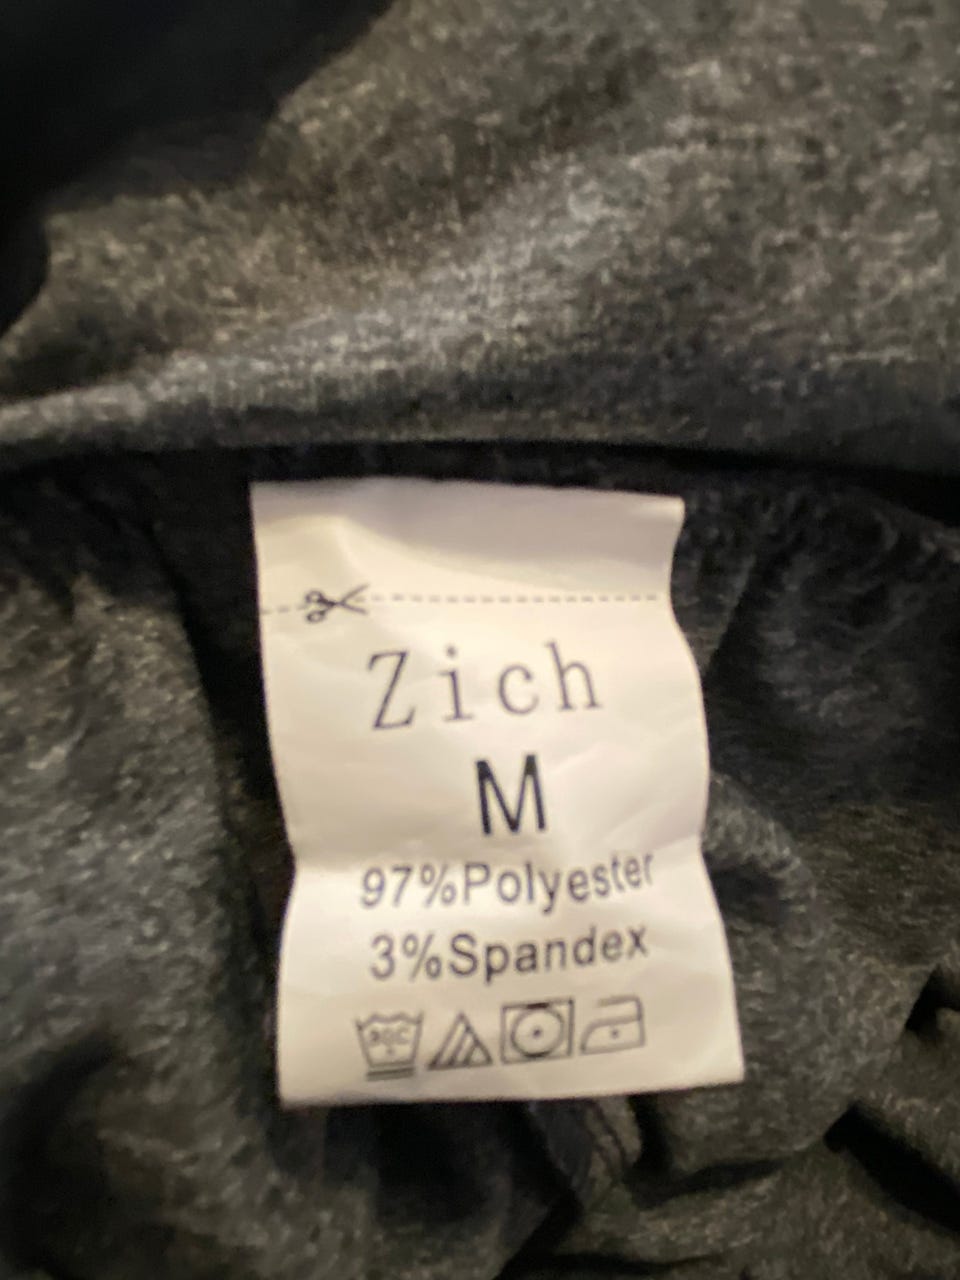 Zich
M
97%Polyester
3%Spandex